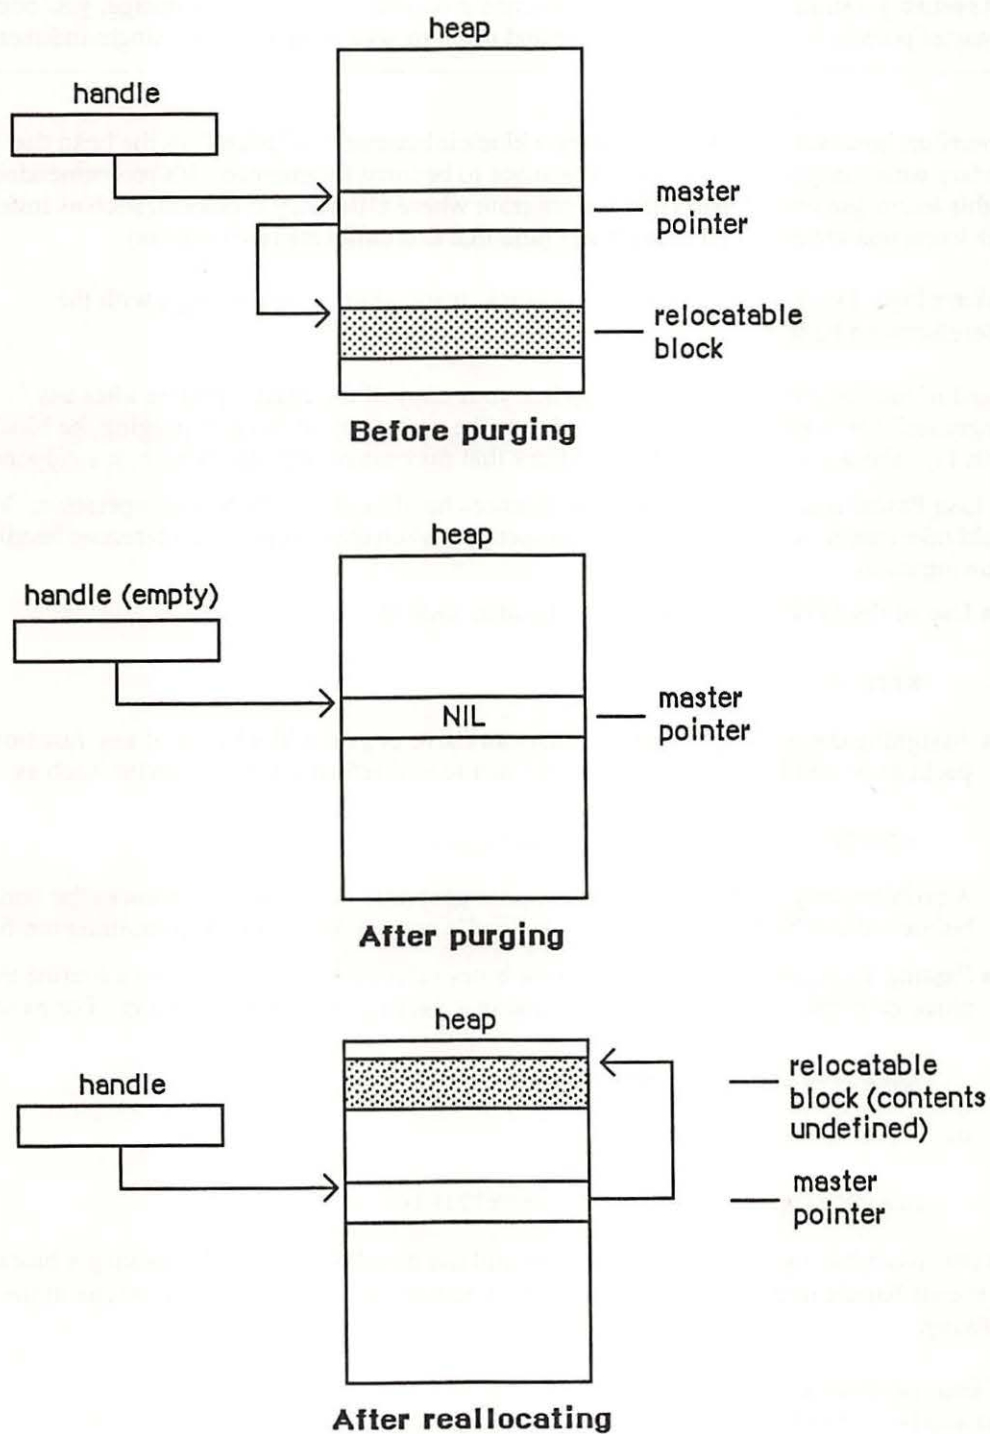 heap
handle
master
pointer
relocatable
block
Before purging
heap
handle (empty)
NIL
master
pointer
After purging
heap
handle
relocatable
block (contents
undefined)
master
pointer
After reallocating